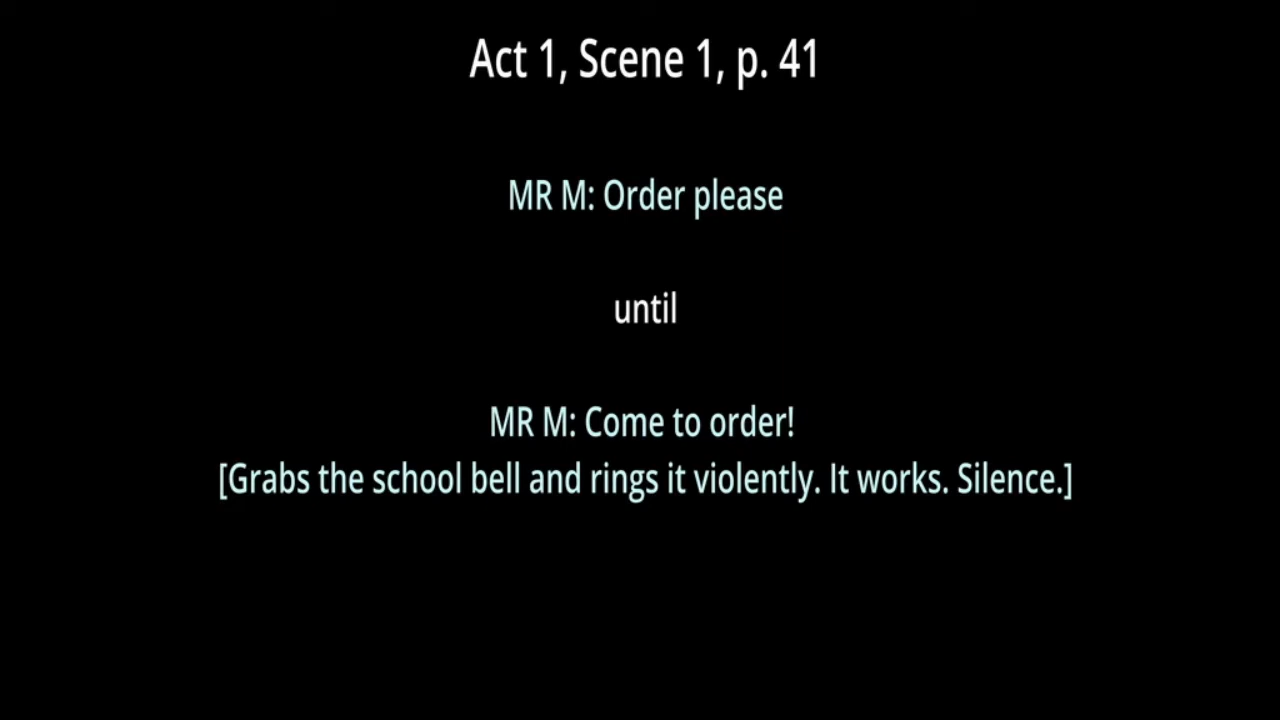 Act 1, Scene 1, p. 41
MR M: Order please
until
MR M: Come to order!
[Grabs the school bell and rings it violently. It works. Silence.]